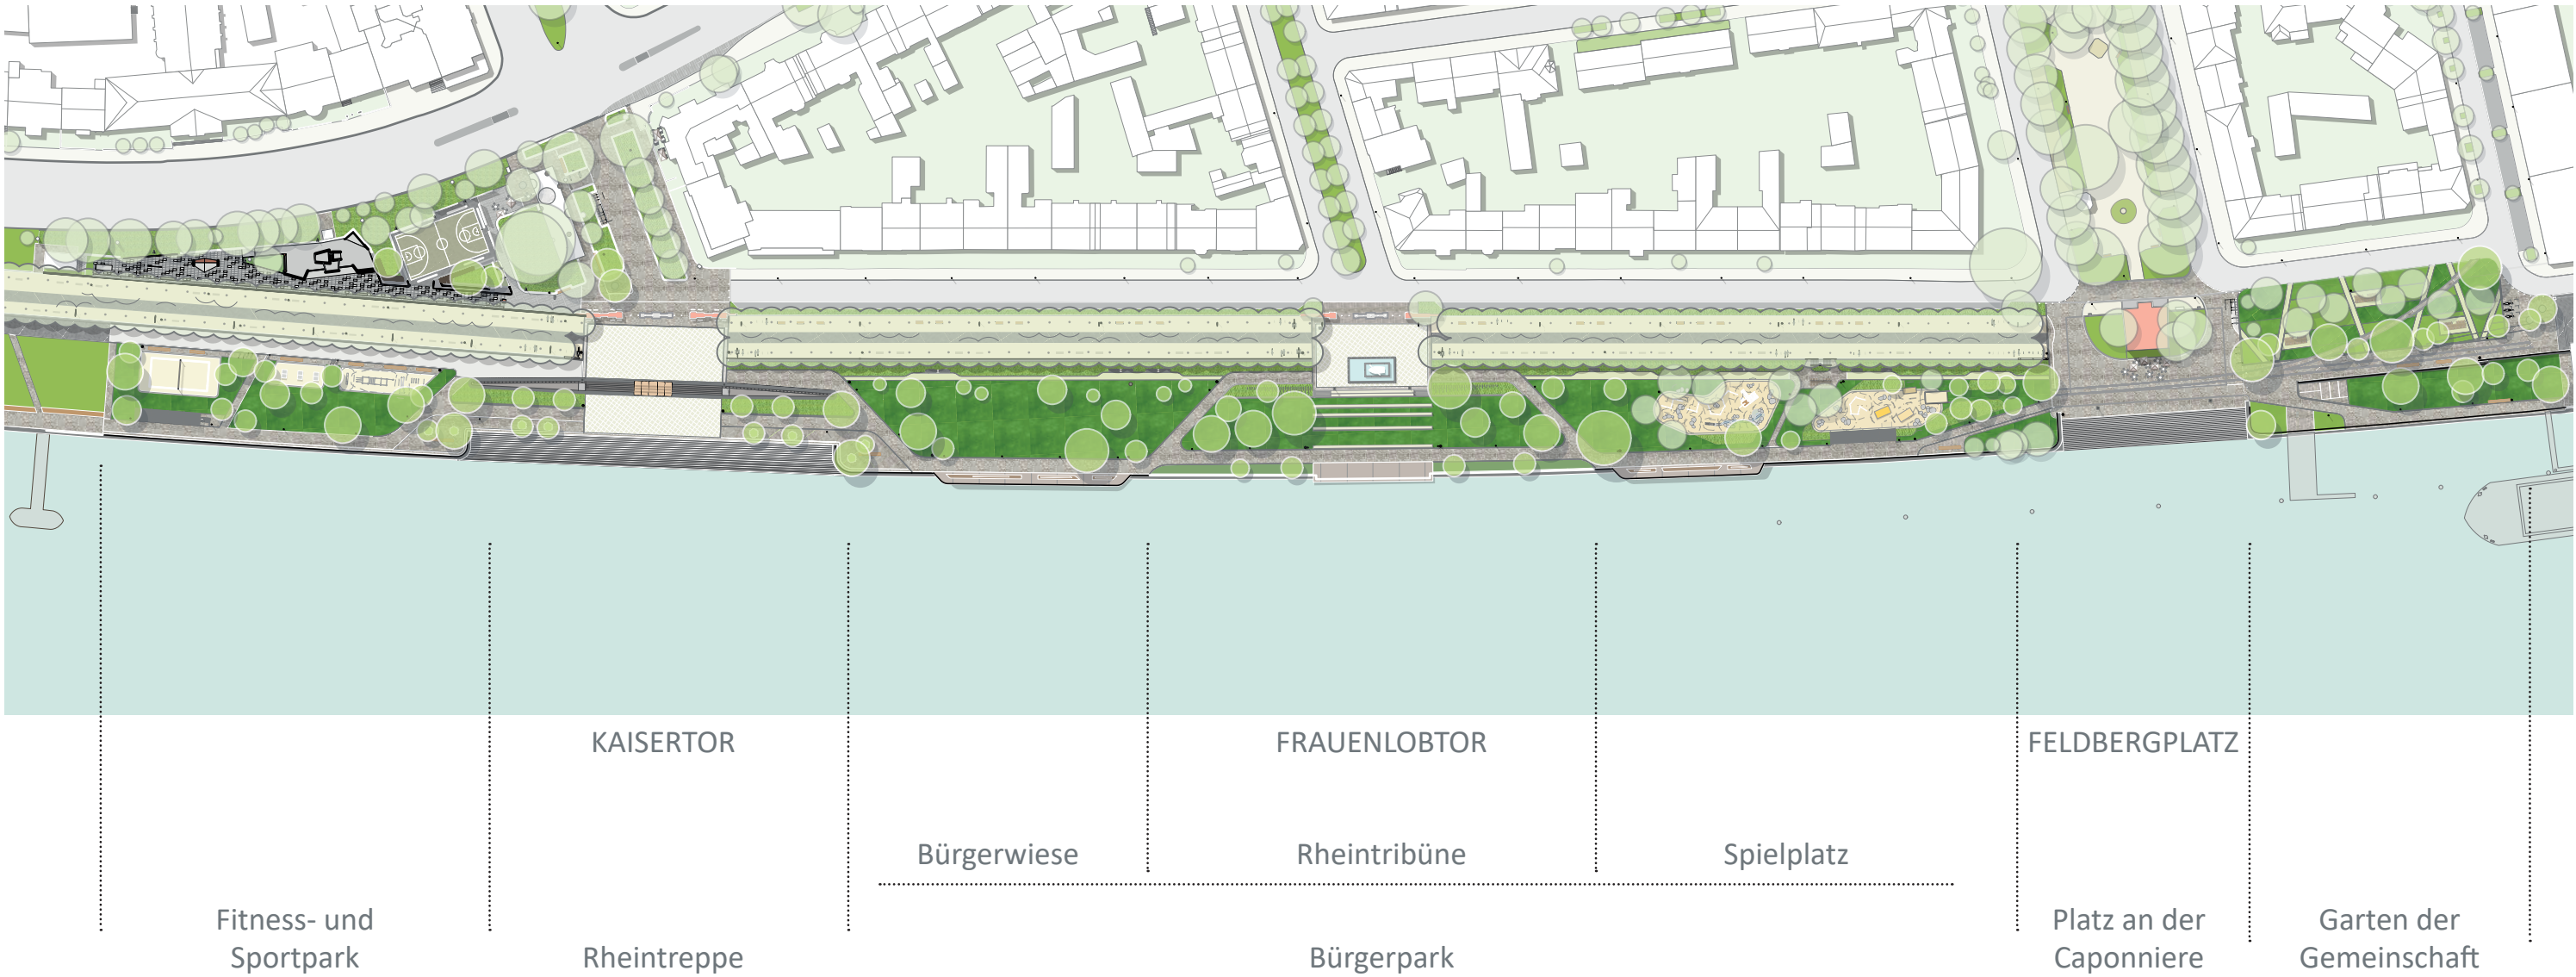 KAISERTOR
FRAUENLOBTOR
FELDBERGPLATZ
Bürgerwiese
Rheintribüne
Spielplatz
Fitness- und
Sportpark
Rheintreppe
Bürgerpark
Platz an der
Caponniere
Garten der
Gemeinschaft